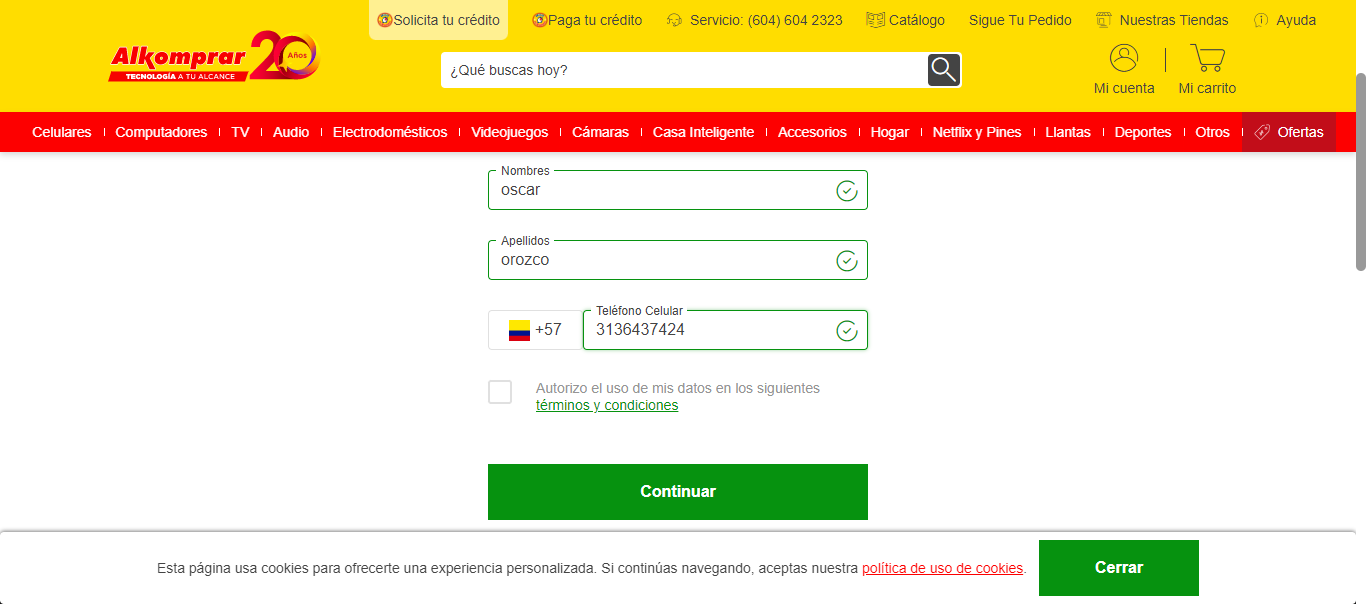 Solicita tu crédito
Paga tu crédito
Servicio: (604) 604 2323
Catálogo
Sigue Tu Pedido
Nuestras Tiendas
Ayuda
Alkomprar 20 Años
TECNOLOGÍA A TU ALCANCE
¿Qué buscas hoy?
Mi cuenta
Mi carrito
Celulares
Computadores
TV
Audio
Electrodomésticos
Videojuegos
Cámaras
Casa Inteligente
Accesorios
Hogar
Netflix y Pines
Llantas
Deportes
Otros
Ofertas
Nombres
oscar
Apellidos
orozco
Teléfono Celular
+57 3136437424
Autorizo el uso de mis datos en los siguientes
términos y condiciones
Continuar
Esta página usa cookies para ofrecerte una experiencia personalizada. Si continúas navegando, aceptas nuestra política de uso de cookies.
Cerrar